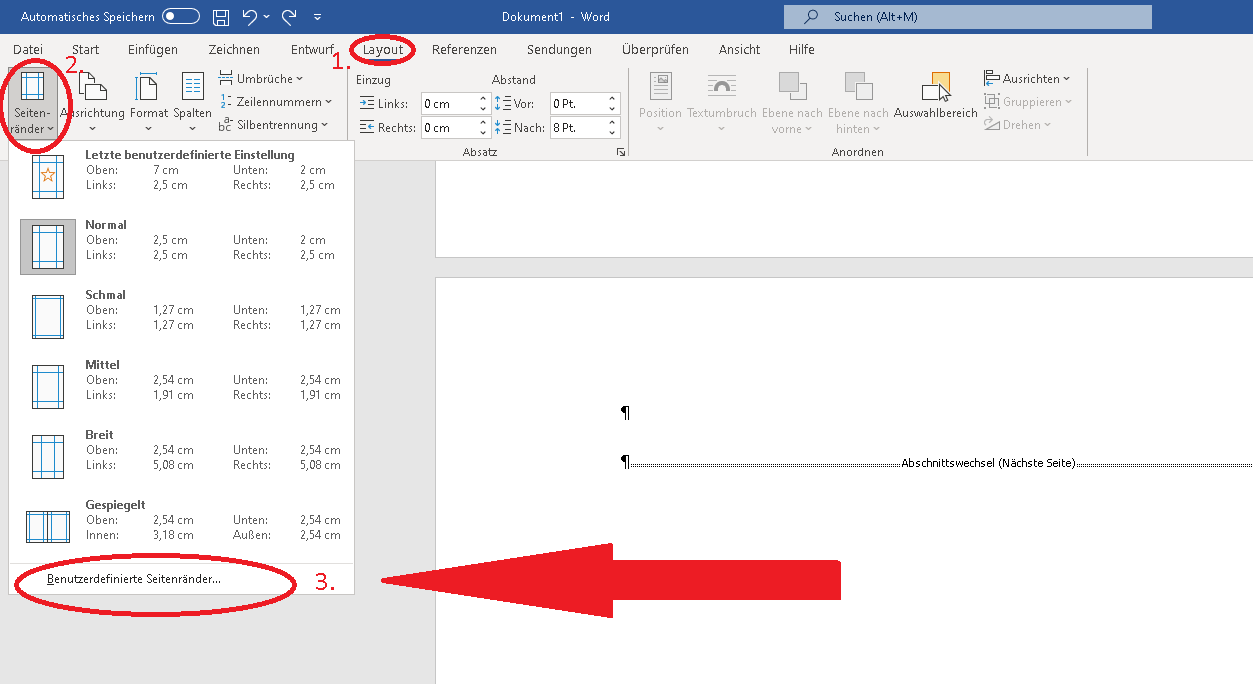 Automatisches Speichern
Dokument1 - Word
Suchen (Alt+M)
Datei Start Einfügen Zeichnen Entwurf Layout Referenzen Sendungen Überprüfen Ansicht Hilfe
1.
2.
Seiten-
ränder
Ausrichtung
Format
Spalten
Umbrüche
Zeilennummern
Silbentrennung
Einzug
Links: 0 cm
Rechts: 0 cm
Abstand
Vor: 0 Pt.
Nach: 8 Pt.
Absatz
Position
Textumbruch
Ebene nach
vorne
Ebene nach
hinten
Auswahlbereich
Ausrichten
Gruppieren
Drehen
Anordnen
Letzte benutzerdefinierte Einstellung
Oben: 7 cm Unten: 2 cm
Links: 2,5 cm Rechts: 2,5 cm
Normal
Oben: 2,5 cm Unten: 2 cm
Links: 2,5 cm Rechts: 2,5 cm
Schmal
Oben: 1,27 cm Unten: 1,27 cm
Links: 1,27 cm Rechts: 1,27 cm
Mittel
Oben: 2,54 cm Unten: 2,54 cm
Links: 1,91 cm Rechts: 1,91 cm
Breit
Oben: 2,54 cm Unten: 2,54 cm
Links: 5,08 cm Rechts: 5,08 cm
Gespiegelt
Oben: 2,54 cm Unten: 2,54 cm
Innen: 3,18 cm Außen: 2,54 cm
Benutzerdefinierte Seitenränder...
3.
¶
¶ Abschnittswechsel (Nächste Seite)